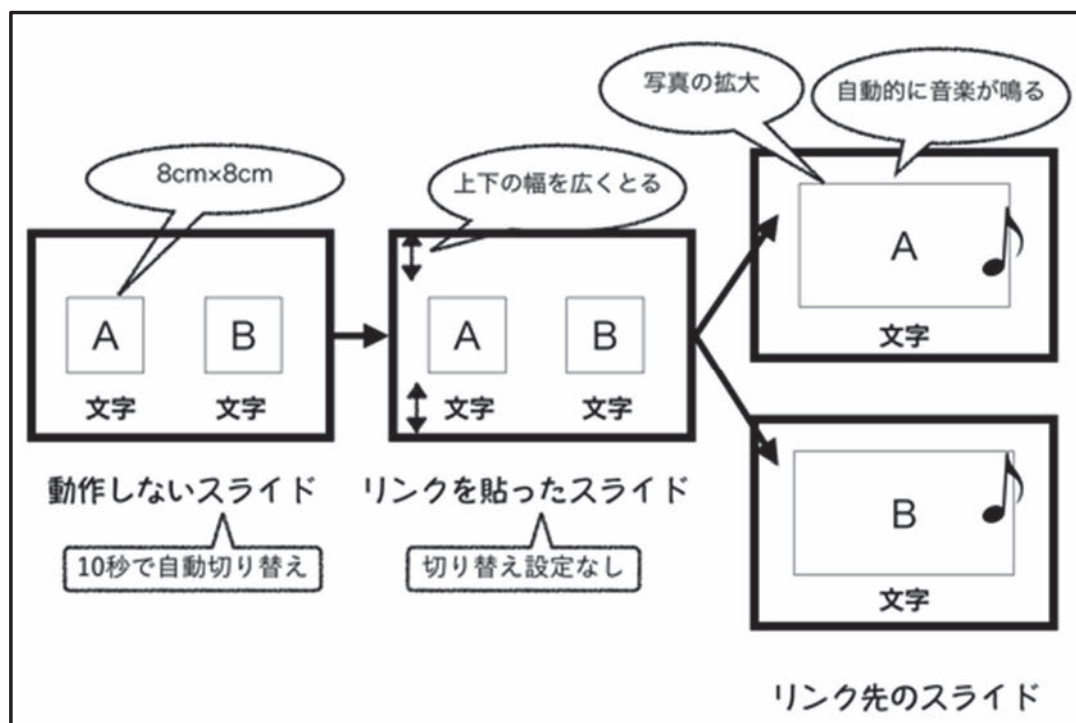 写真の拡大
自動的に音楽が鳴る
8cm×8cm
上下の幅を広くとる
A
B
文字
文字
A
B
文字
文字
A
文字
B
文字
動作しないスライド
リンクを貼ったスライド
10秒で自動切り替え
切り替え設定なし
リンク先のスライド